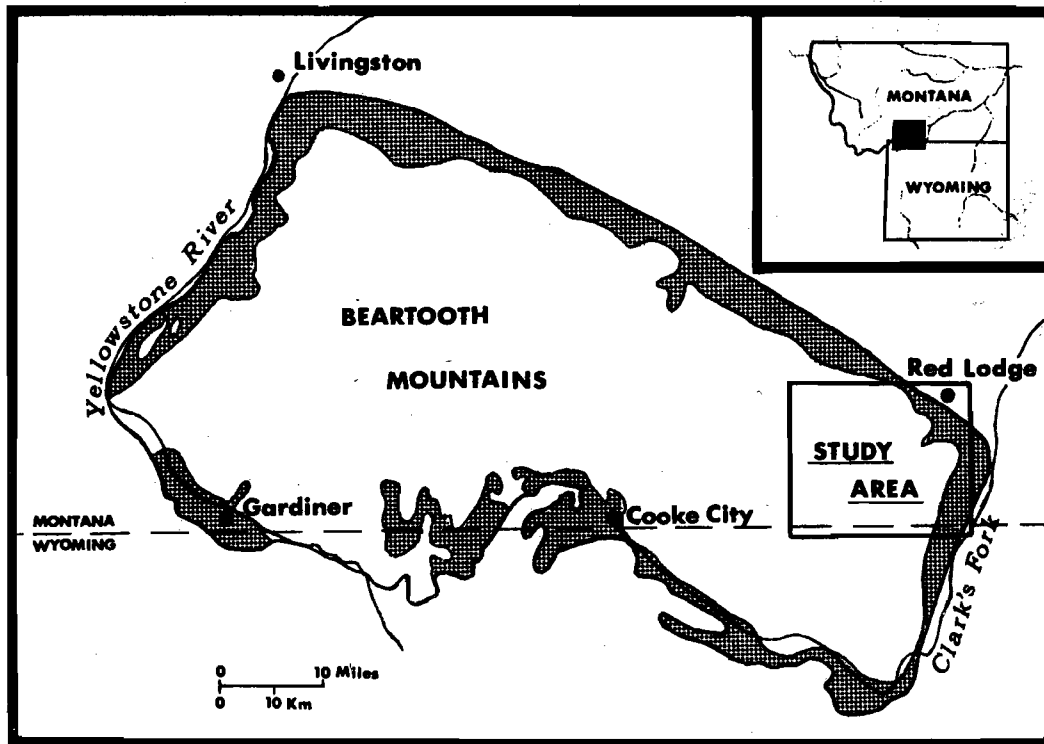 Livingston
MONTANA
WYOMING
Yellowstone River
BEARTOOTH
MOUNTAINS
Red Lodge
STUDY
AREA
Gardiner
Cooke City
MONTANA
WYOMING
Clark's Fork
0 10 Miles
0 10 Km